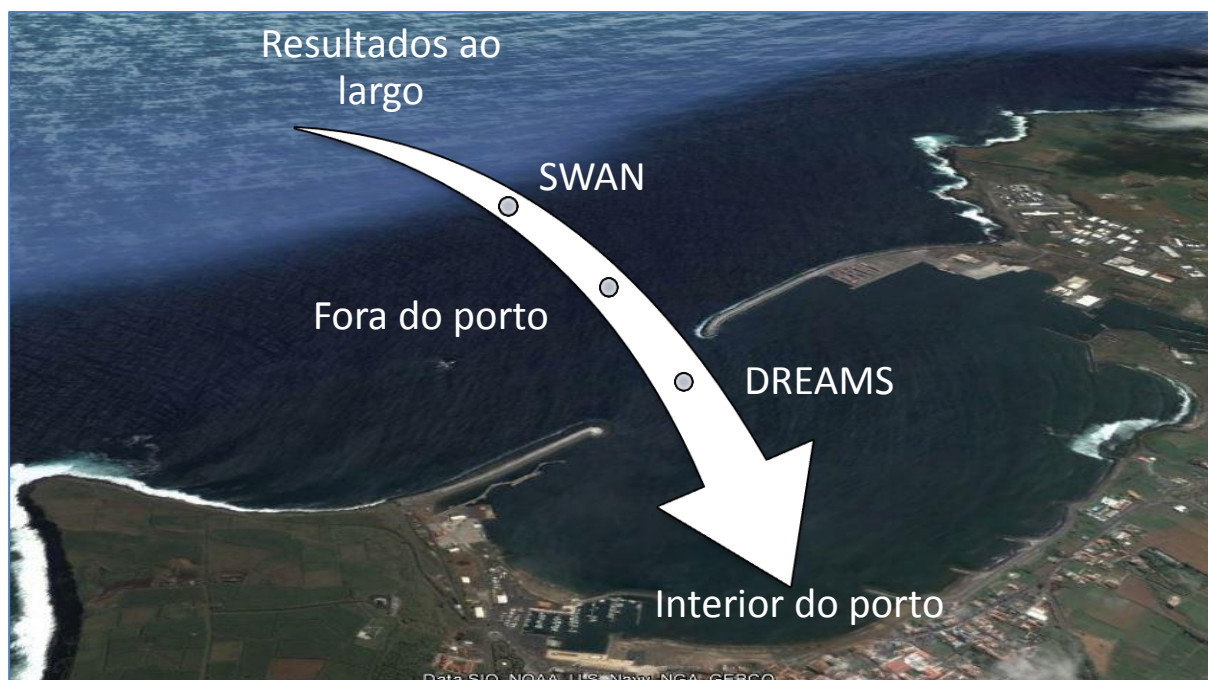 Resultados ao
largo
SWAN
Fora do porto
DREAMS
Interior do porto
Data SIO, NOAA, U.S. Navy, NGA, GEBCO